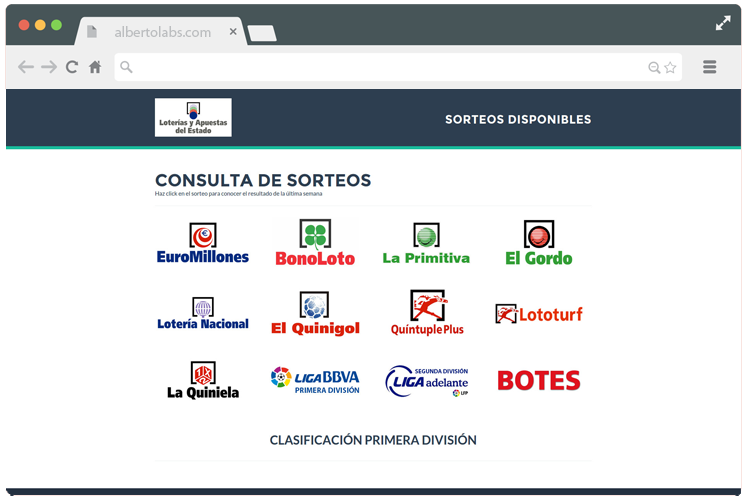 albertolabs.com
Loterías y Apuestas
del Estado
SORTEOS DISPONIBLES
CONSULTA DE SORTEOS
Haz click en el sorteo para conocer el resultado de la última semana
EuroMillones
BonoLoto
La Primitiva
El Gordo
Lotería Nacional
El Quinigol
Quíntuple Plus
Lototurf
La Quiniela
LIGA BBVA
PRIMERA DIVISIÓN
SEGUNDA DIVISIÓN
LIGA adelante
LFP
BOTES
CLASIFICACIÓN PRIMERA DIVISIÓN